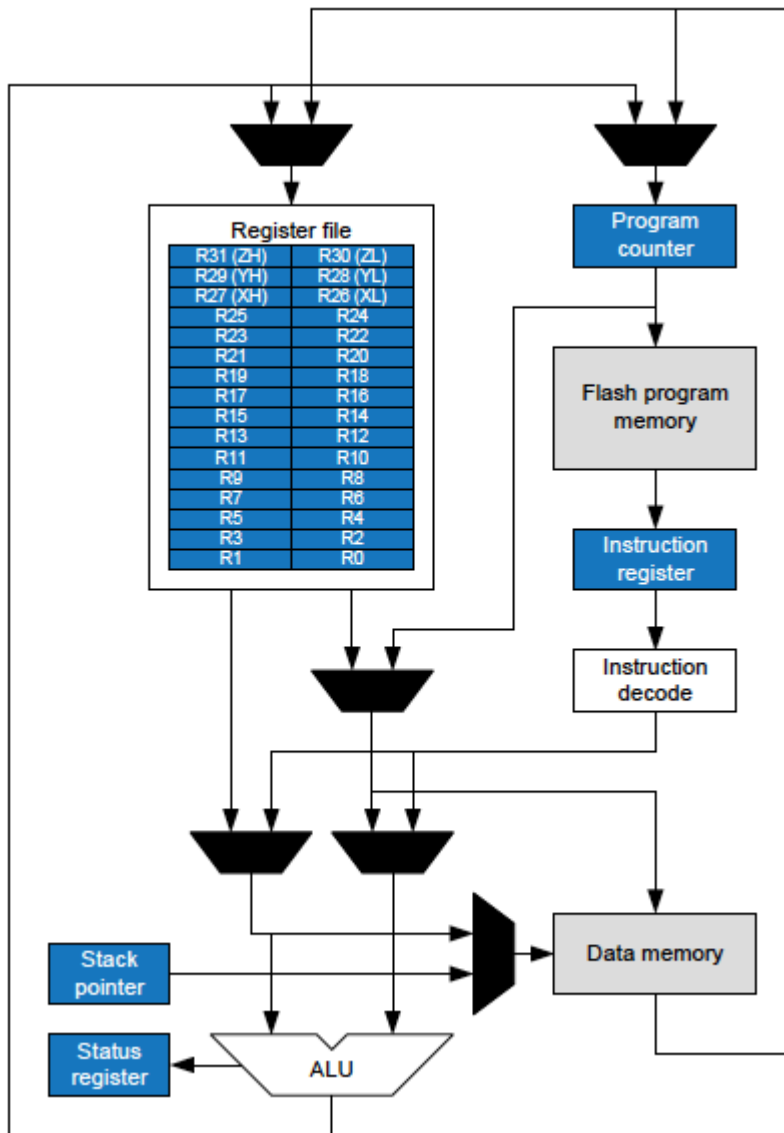 Register file
R31 (ZH) R30 (ZL)
R29 (YH) R28 (YL)
R27 (XH) R26 (XL)
R25 R24
R23 R22
R21 R20
R19 R18
R17 R16
R15 R14
R13 R12
R11 R10
R9 R8
R7 R6
R5 R4
R3 R2
R1 R0
Program
counter
Flash program
memory
Instruction
register
Instruction
decode
Stack
pointer
Data memory
Status
register
ALU